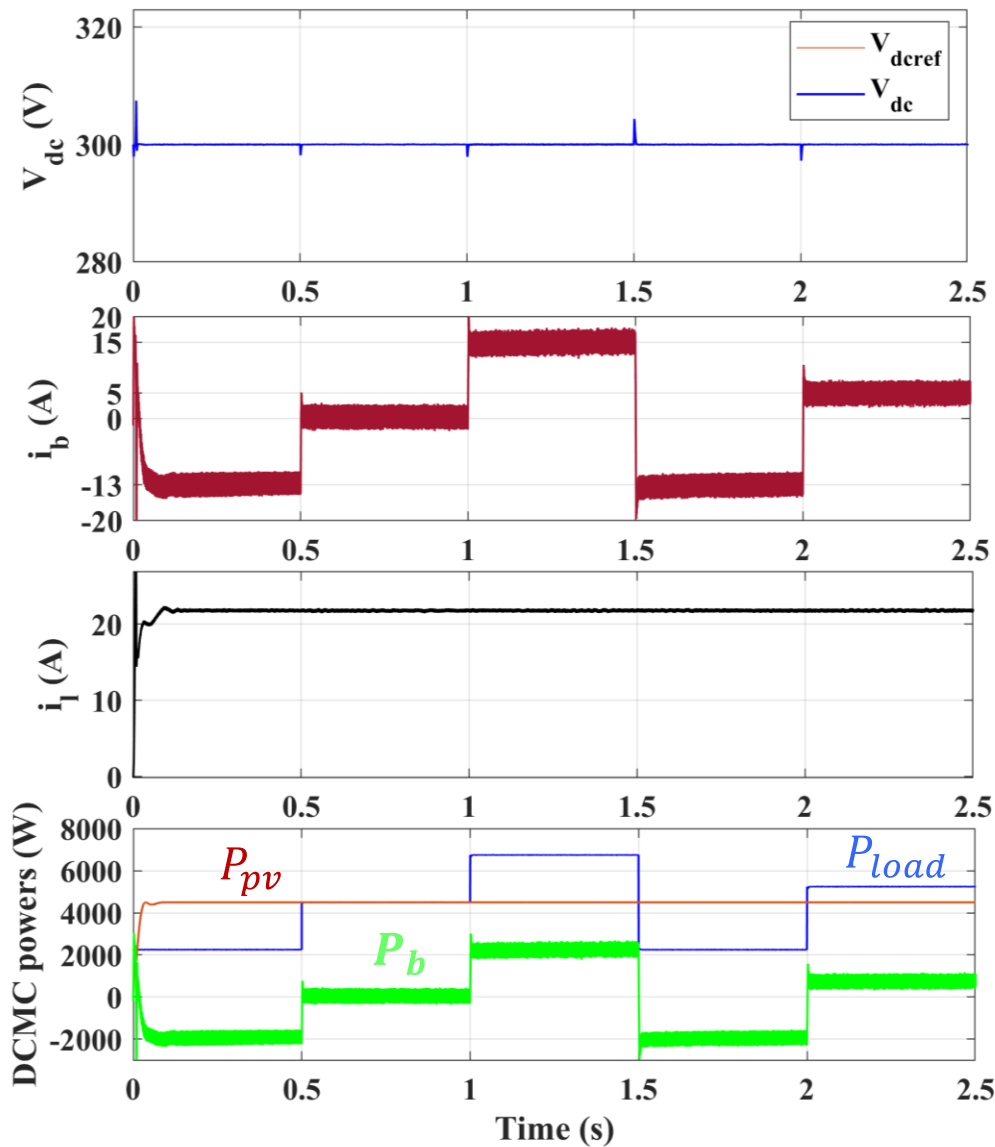 320
300
280
V_dc (V)
V_dcref
V_dc
0 0.5 1 1.5 2 2.5
20
15
5
0
-13
-20
i_b (A)
0 0.5 1 1.5 2 2.5
20
10
0
i_l (A)
0 0.5 1 1.5 2 2.5
8000
6000
4000
2000
0
-2000
DCMC powers (W)
P_pv
P_load
P_b
0 0.5 1 1.5 2 2.5
Time (s)